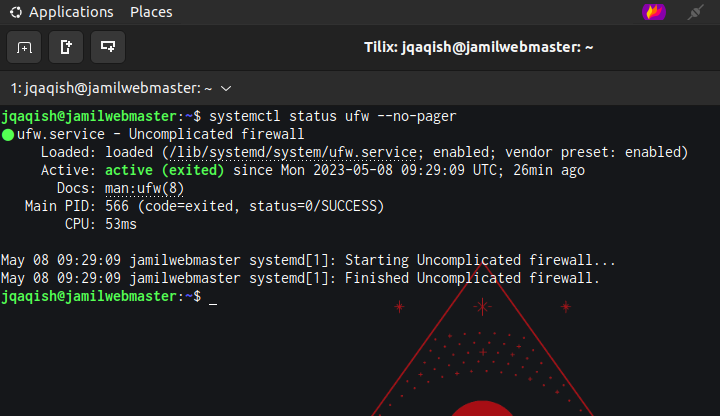 Applications Places
Tilix: jqaqish@jamilwebmaster: ~
1: jqaqish@jamilwebmaster: ~
jqaqish@jamilwebmaster:~$ systemctl status ufw --no-pager
●ufw.service - Uncomplicated firewall
     Loaded: loaded (/lib/systemd/system/ufw.service; enabled; vendor preset: enabled)
     Active: active (exited) since Mon 2023-05-08 09:29:09 UTC; 26min ago
       Docs: man:ufw(8)
   Main PID: 566 (code=exited, status=0/SUCCESS)
        CPU: 53ms

May 08 09:29:09 jamilwebmaster systemd[1]: Starting Uncomplicated firewall...
May 08 09:29:09 jamilwebmaster systemd[1]: Finished Uncomplicated firewall.
jqaqish@jamilwebmaster:~$ _